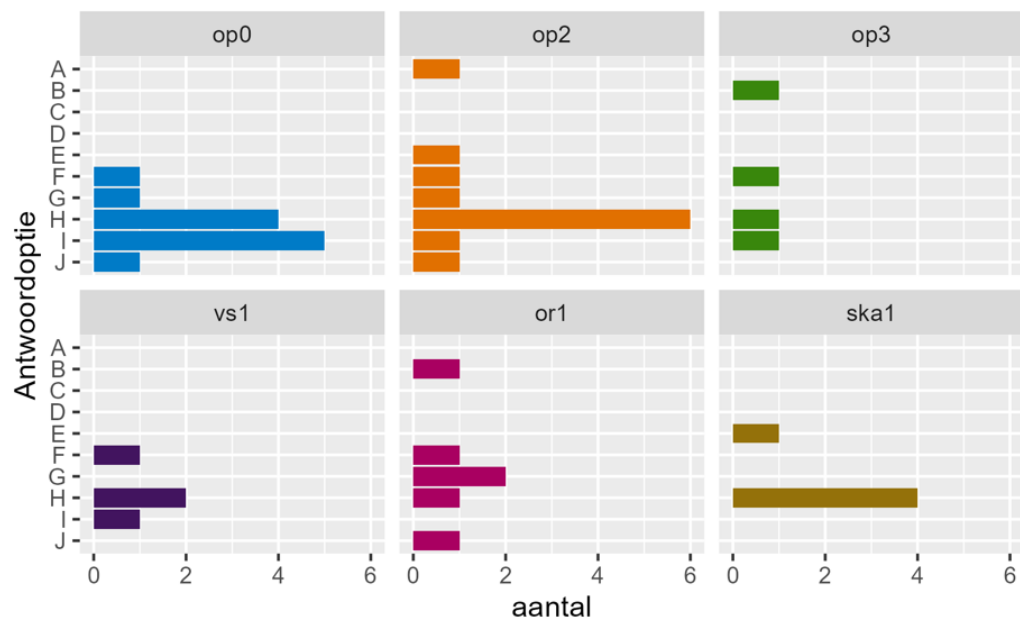 op0 op2 op3
A
B
C
D
E
F
G
H
I
J
vs1 or1 ska1
A
B
C
D
E
F
G
H
I
J
0 2 4 6 0 2 4 6 0 2 4 6
aantal
Antwoordoptie